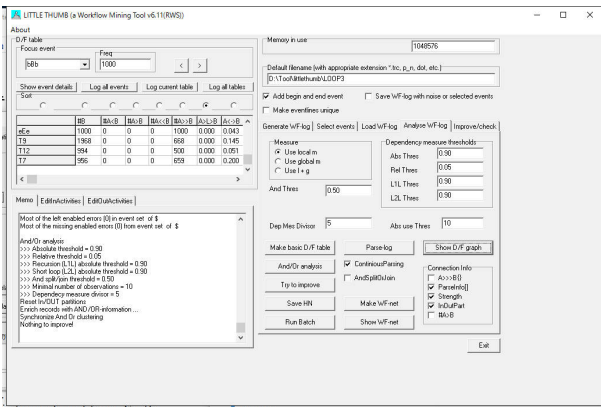 LITTLE THUMB (a Workflow Mining Tool v6.11(RWS))
About
D/F table
Focus event
bBb
Freq
1000
< >
Show event details Log all events Log current table Log all tables
Sort
#B #A<B #A>B #A<<B #A>>B A>L>B A<->B
eEe 1000 0 0 0 1000 0.000 0.043
T9 1968 0 0 0 668 0.000 0.145
T12 994 0 0 0 500 0.000 0.051
T7 956 0 0 0 659 0.000 0.200
Memo EditInActivities EditOutActivities
Most of the left enabled errors (0) in event set of $
Most of the missing enabled errors (0) from event set of $
And/Or analysis
>>> Absolute threshold = 0.90
>>> Relative threshold = 0.05
>>> Recursion (L1L) absolute threshold = 0.90
>>> Short loop (L2L) absolute threshold = 0.90
>>> And split/join threshold = 0.50
>>> Minimal number of observations = 10
>>> Dependecy measure divisor = 5
Reset In/OUT partitions
Enrich records with AND/OR-information ...
Synchronize And Or clustering
Nothing to improve!
Memory in use
1048576
Default filename (with appropriate extension *.trc, p_n, dot, etc.)
D:\Tool\littlethumb\LOOP3
Add begin and end event
Save WF-log with noise or selected events
Make eventlines unique
Generate WF-log Select events Load WF-log Analyse WF-log Improve/check
Measure
Use local m
Use global m
Use l + g
Dependency measure thresholds
Abs Thres 0.90
Rel Thres 0.05
L1L Thres 0.90
L2L Thres 0.90
And Thres 0.50
Dep Mes Divisor 5
Abs use Thres 10
Make basic D/F table Parse-log Show D/F graph
And/Or analysis
ContiniousParsing
AndSplitOrJoin
Try to improve
Connection Info
A>>>B()
ParseInfo[]
Strength
InOutPart
#A>B
Save HN Make WF-net
Run Batch Show WF-net
Exit